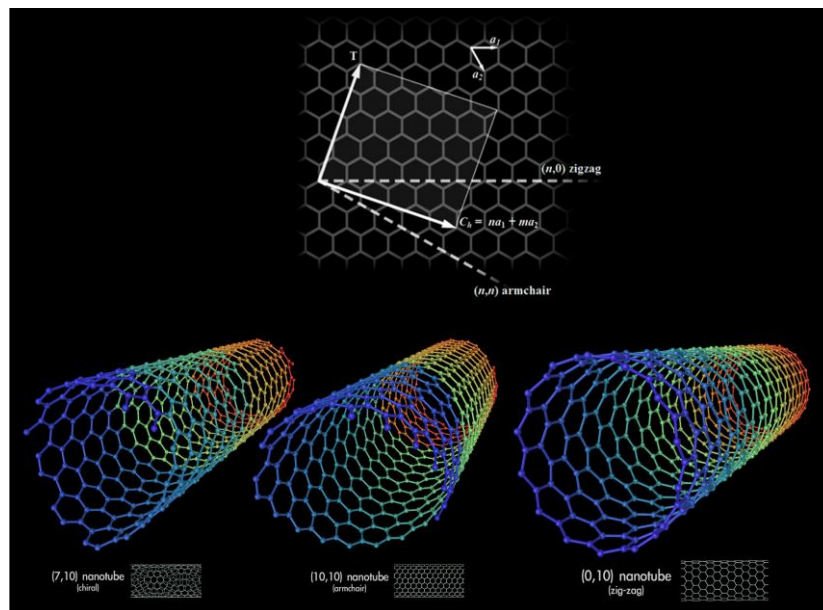 a₁
T
a₂
(n,0) zigzag
Cₕ = na₁ + ma₂
(n,n) armchair
(7,10) nanotube
(chiral)
(10,10) nanotube
(armchair)
(0,10) nanotube
(zig-zag)